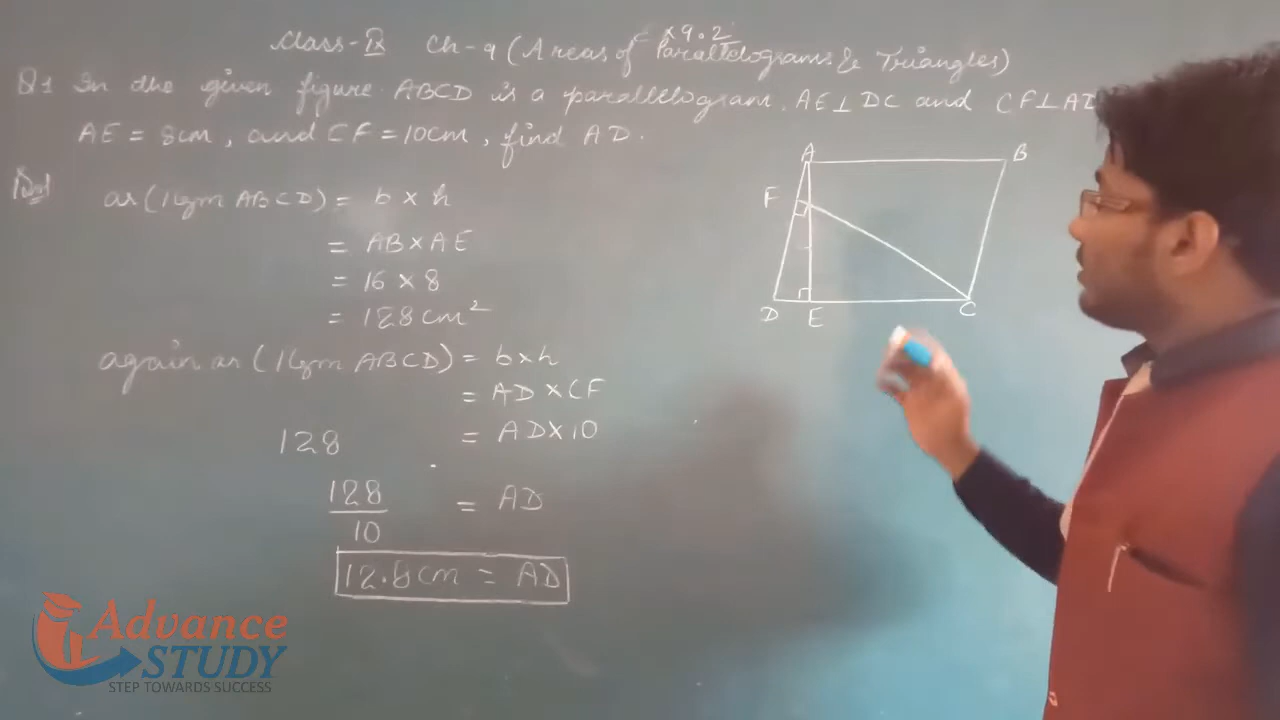 Class-IX Ch-9 (Areas of Parallelograms & Triangles)
Ex 9.2
Q1 In the given figure. ABCD is a parallelogram. AE⊥DC and CF⊥AD
AE = 8cm, and CF = 10cm, find AD.
ar (||gm ABCD) = b × h
= AB × AE
= 16 × 8
= 128 cm²
again ar (||gm ABCD) = b × h
= AD × CF
128 = AD × 10
128/10 = AD
12.8cm = AD
A B
F
D E C
Advance
STUDY
STEP TOWARDS SUCCESS